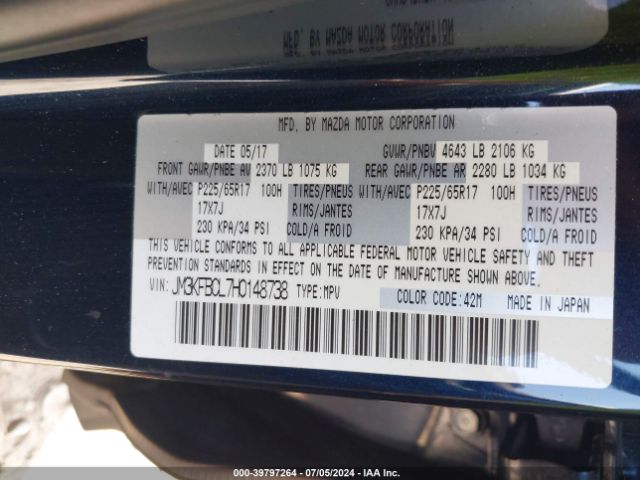 MFD. BY MAZDA MOTOR CORPORATION
MFD. BY MAZDA MOTOR CORPORATION
DATE 05/17 GVWR/PNBV 4643 LB 2106 KG
FRONT GAWR/PNBE AV 2370 LB 1075 KG REAR GAWR/PNBE AR 2280 LB 1034 KG
WITH/AVEC P225/65R17 100H TIRES/PNEUS WITH/AVEC P225/65R17 100H TIRES/PNEUS
17X7J RIMS/JANTES 17X7J RIMS/JANTES
230 KPA/34 PSI COLD/A FROID 230 KPA/34 PSI COLD/A FROID
THIS VEHICLE CONFORMS TO ALL APPLICABLE FEDERAL MOTOR VEHICLE SAFETY AND THEFT
PREVENTION STANDARDS IN EFFECT ON THE DATE OF MANUFACTURE SHOWN ABOVE.
VIN: JM3KFBCL7H0148738 TYPE:MPV COLOR CODE:42M MADE IN JAPAN
000-39797264 - 07/05/2024 - IAA Inc.